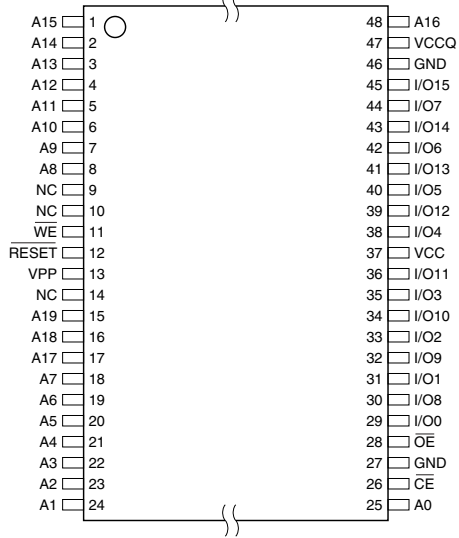 A15 1 48 A16
A14 2 47 VCCQ
A13 3 46 GND
A12 4 45 I/O15
A11 5 44 I/O7
A10 6 43 I/O14
A9 7 42 I/O6
A8 8 41 I/O13
NC 9 40 I/O5
NC 10 39 I/O12
W̅E̅ 11 38 I/O4
R̅E̅S̅E̅T̅ 12 37 VCC
VPP 13 36 I/O11
NC 14 35 I/O3
A19 15 34 I/O10
A18 16 33 I/O2
A17 17 32 I/O9
A7 18 31 I/O1
A6 19 30 I/O8
A5 20 29 I/O0
A4 21 28 O̅E̅
A3 22 27 GND
A2 23 26 C̅E̅
A1 24 25 A0